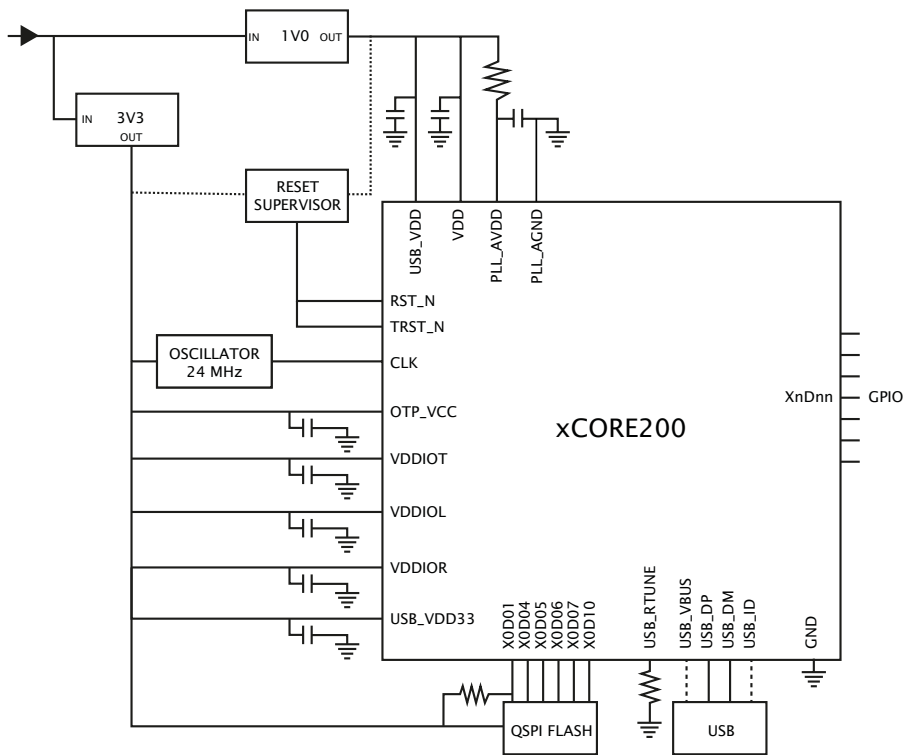 IN 1V0 OUT
IN 3V3
OUT
RESET
SUPERVISOR
USB_VDD
VDD
PLL_AVDD
PLL_AGND
RST_N
TRST_N
OSCILLATOR
24 MHz
CLK
OTP_VCC
XnDnn GPIO
xCORE200
VDDIOT
VDDIOL
VDDIOR
USB_VDD33
X0D01
X0D04
X0D05
X0D06
X0D07
X0D10
USB_RTUNE
USB_VBUS
USB_DP
USB_DM
USB_ID
GND
QSPI FLASH
USB